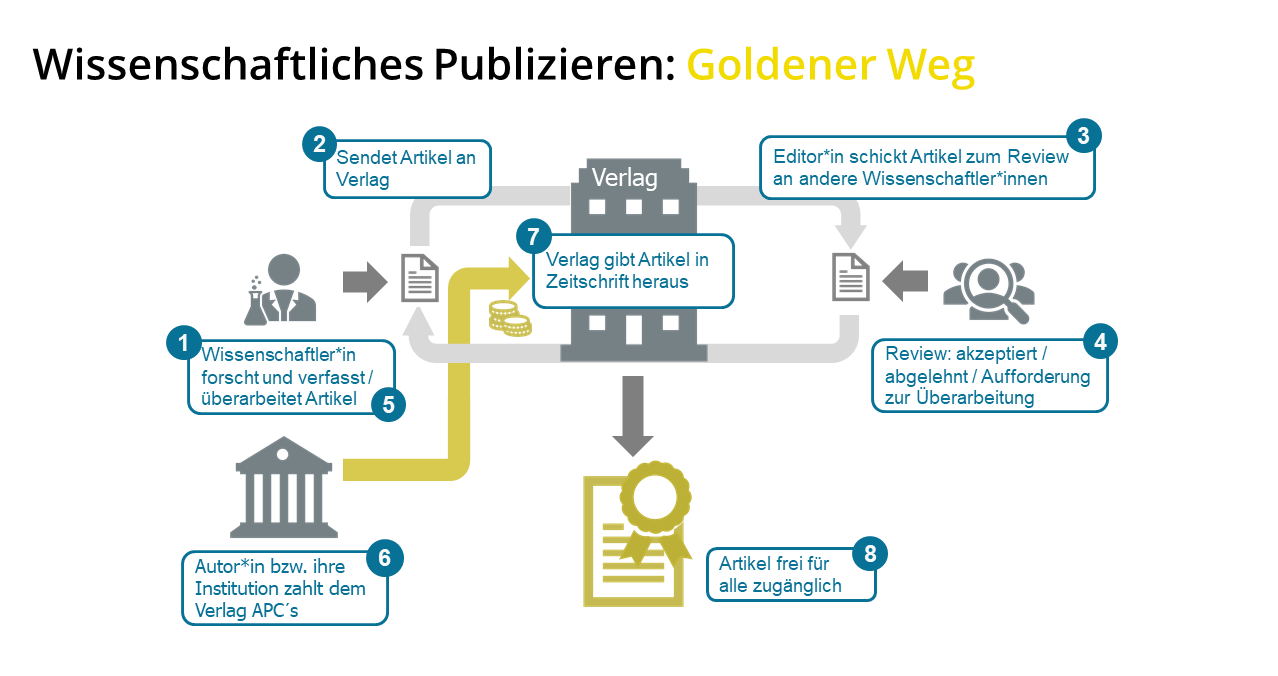 Wissenschaftliches Publizieren: Goldener Weg
2
Sendet Artikel an
Verlag
Verlag
3
Editor*in schickt Artikel zum Review
an andere Wissenschaftler*innen
7
Verlag gibt Artikel in
Zeitschrift heraus
1
Wissenschaftler*in
forscht und verfasst /
überarbeitet Artikel
5
4
Review: akzeptiert /
abgelehnt / Aufforderung
zur Überarbeitung
6
Autor*in bzw. ihre
Institution zahlt dem
Verlag APC´s
8
Artikel frei für
alle zugänglich